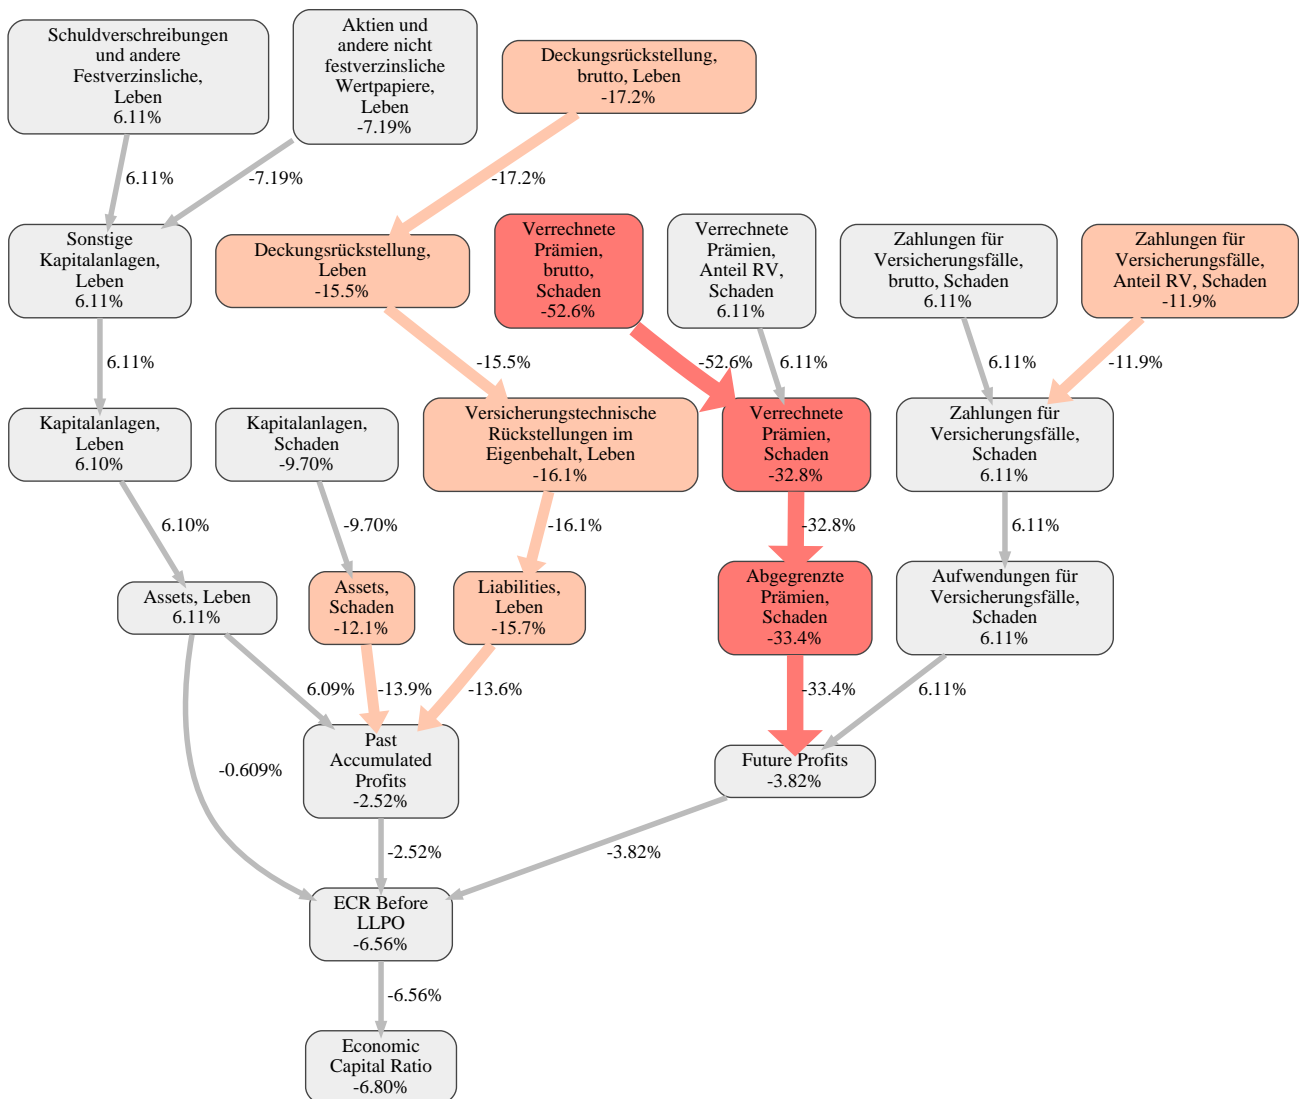 Schuldverschreibungen
und andere
Festverzinsliche,
Leben
6.11%
Aktien und
andere nicht
festverzinsliche
Wertpapiere,
Leben
-7.19%
Deckungsrückstellung,
brutto, Leben
-17.2%
6.11%
-7.19%
-17.2%
Sonstige
Kapitalanlagen,
Leben
6.11%
Deckungsrückstellung,
Leben
-15.5%
Verrechnete
Prämien,
brutto,
Schaden
-52.6%
Verrechnete
Prämien,
Anteil RV,
Schaden
6.11%
Zahlungen für
Versicherungsfälle,
brutto, Schaden
6.11%
Zahlungen für
Versicherungsfälle,
Anteil RV, Schaden
-11.9%
6.11%
-15.5%
-52.6%
6.11%
6.11%
-11.9%
Kapitalanlagen,
Leben
6.10%
Kapitalanlagen,
Schaden
-9.70%
Versicherungstechnische
Rückstellungen im
Eigenbehalt, Leben
-16.1%
Verrechnete
Prämien,
Schaden
-32.8%
Zahlungen für
Versicherungsfälle,
Schaden
6.11%
6.10%
-9.70%
-16.1%
-32.8%
6.11%
Assets, Leben
6.11%
Assets,
Schaden
-12.1%
Liabilities,
Leben
-15.7%
Abgegrenzte
Prämien,
Schaden
-33.4%
Aufwendungen für
Versicherungsfälle,
Schaden
6.11%
6.09%
-13.9%
-13.6%
-33.4%
6.11%
-0.609%
Past
Accumulated
Profits
-2.52%
Future Profits
-3.82%
-2.52%
-3.82%
ECR Before
LLPO
-6.56%
-6.56%
Economic
Capital Ratio
-6.80%